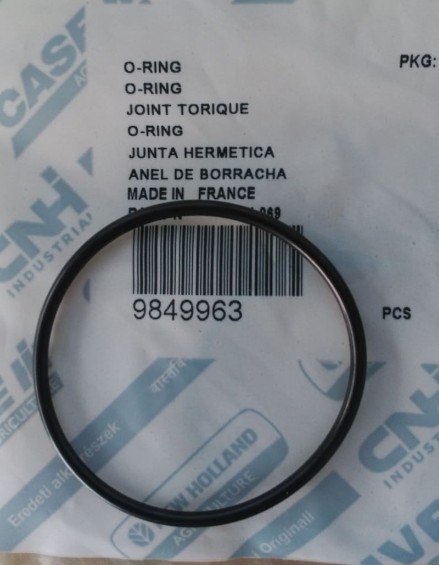 CASE IH
PKG:
O-RING
O-RING
JOINT TORIQUE
O-RING
JUNTA HERMETICA
ANEL DE BORRACHA
MADE IN FRANCE
9849963
PCS
CNH
INDUSTRIAL
Eredeti alkatrészek
NEW HOLLAND
AGRICULTURE
Originali
CNH